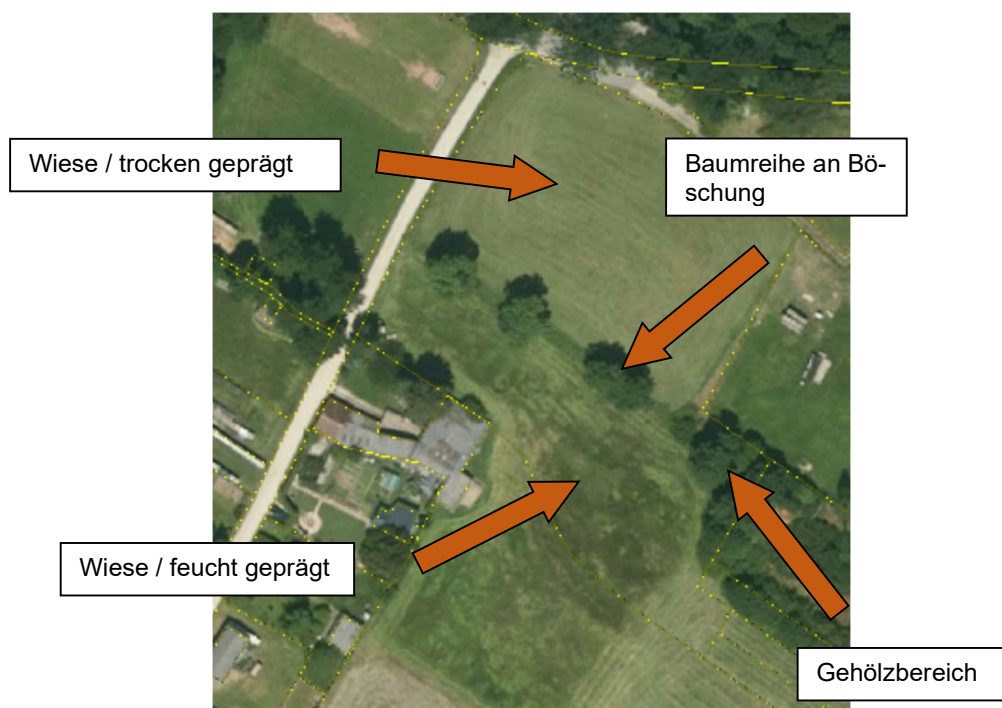 Wiese / trocken geprägt
Baumreihe an Bö-
schung
Wiese / feucht geprägt
Gehölzbereich